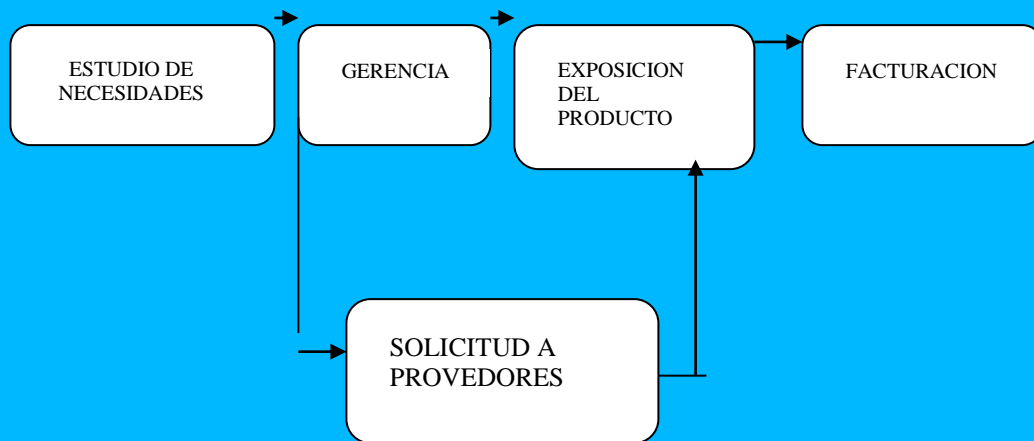 ESTUDIO DE
NECESIDADES
GERENCIA
EXPOSICION
DEL
PRODUCTO
FACTURACION
SOLICITUD A
PROVEDORES